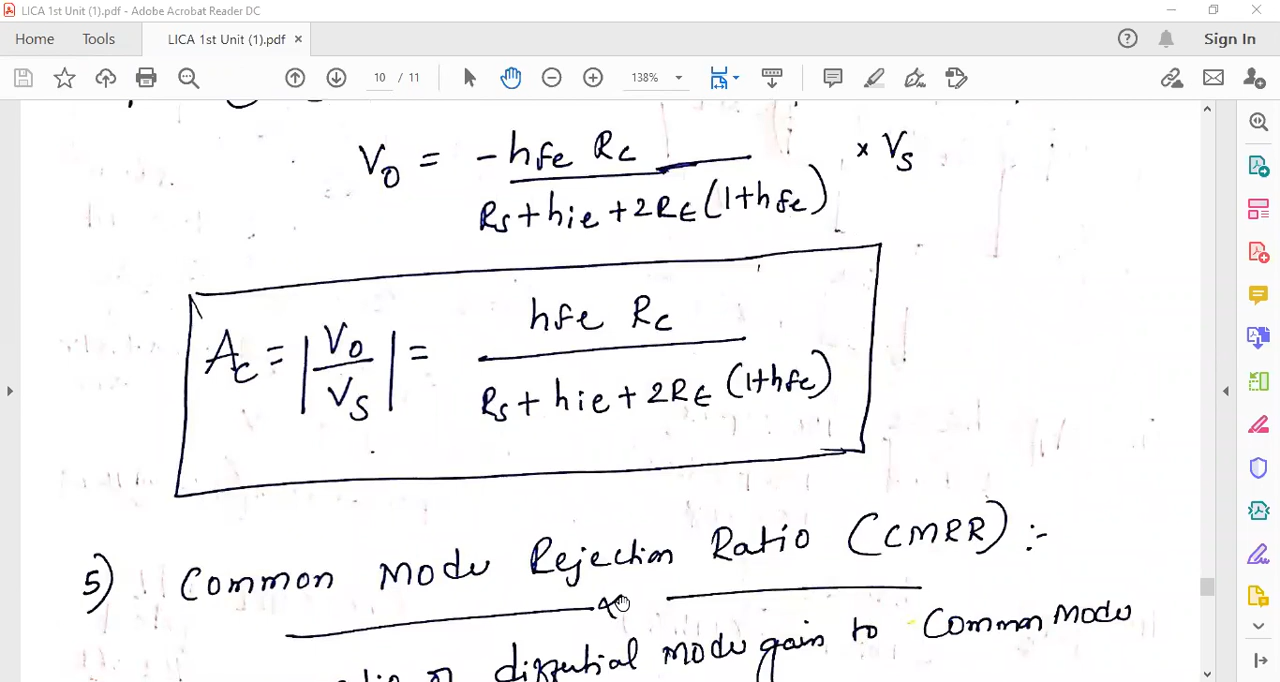 LICA 1st Unit (1).pdf - Adobe Acrobat Reader DC
Home Tools LICA 1st Unit (1).pdf × Sign In
10 / 11 138%
V₀ = -hfe Rc / Rs + hie + 2RE (1+hfe) × Vs
Ac = |V₀/Vs| = hfe Rc / Rs + hie + 2RE (1+hfe)
5) Common Mode Rejection Ratio (CMRR) :-
mode gain to Common Mode